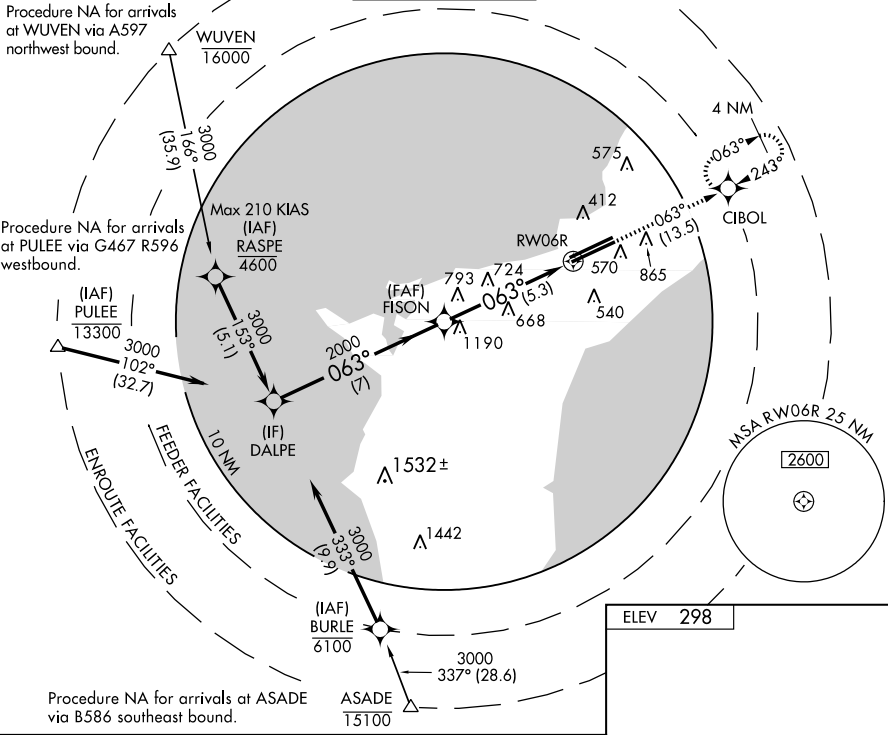 Procedure NA for arrivals
at WUVEN via A597
northwest bound.
WUVEN
16000
3000
166°
(35.9)
4 NM
063°
243°
575
412
063°
(13.5)
CIBOL
Max 210 KIAS
(IAF)
RASPE
4600
Procedure NA for arrivals
at PULEE via G467 R596
westbound.
RW06R
570
865
793
724
(FAF)
FISON
063°
(5.3)
540
668
1190
(IAF)
PULEE
13300
3000
102°
(32.7)
3000
153°
(5.1)
2000
063°
(7)
(IF)
DALPE
10 NM
FEEDER FACILITIES
ENROUTE FACILITIES
1532 ±
1442
MSA RW06R 25 NM
2600
3000
333°
(9.9)
(IAF)
BURLE
6100
ELEV 298
3000
337° (28.6)
Procedure NA for arrivals at ASADE
via B586 southeast bound.
ASADE
15100